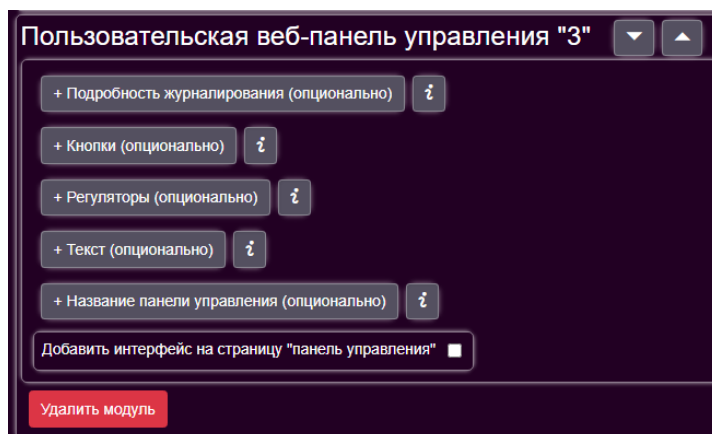 Пользовательская веб-панель управления "3"
+ Подробность журналирования (опционально) i
+ Кнопки (опционально) i
+ Регуляторы (опционально) i
+ Текст (опционально) i
+ Название панели управления (опционально) i
Добавить интерфейс на страницу "панель управления"
Удалить модуль